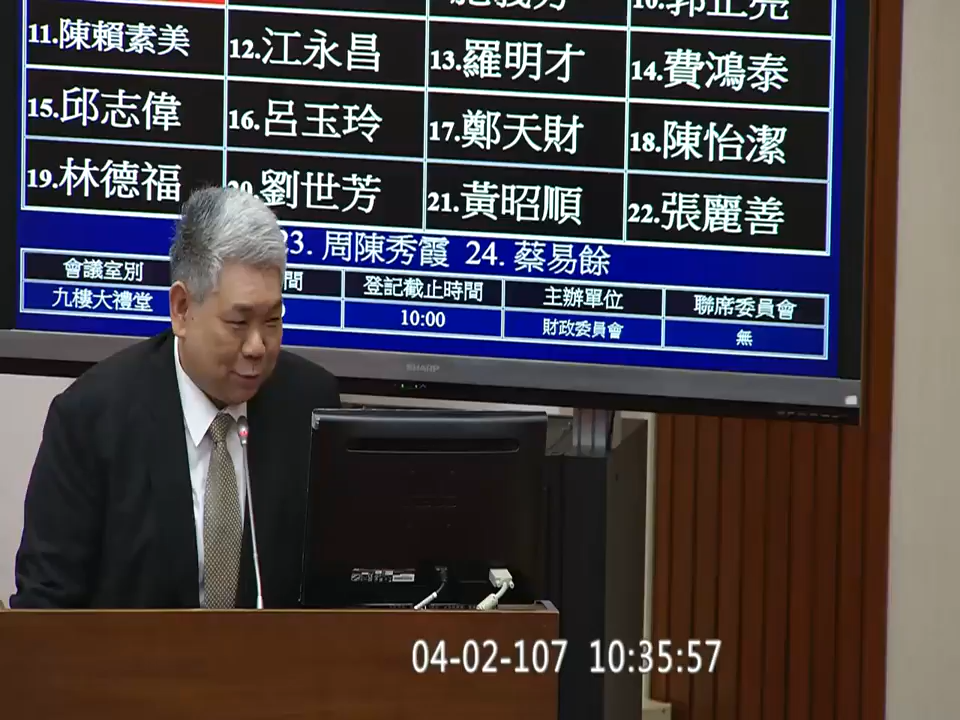 10.郭正亮
11.陳賴素美 12.江永昌 13.羅明才 14.費鴻泰
15.邱志偉 16.呂玉玲 17.鄭天財 18.陳怡潔
19.林德福 20.劉世芳 21.黃昭順 22.張麗善
23. 周陳秀霞 24. 蔡易餘
會議室別 間 登記截止時間 主辦單位 聯席委員會
九樓大禮堂 10:00 財政委員會 無
SHARP
04-02-107 10:35:57